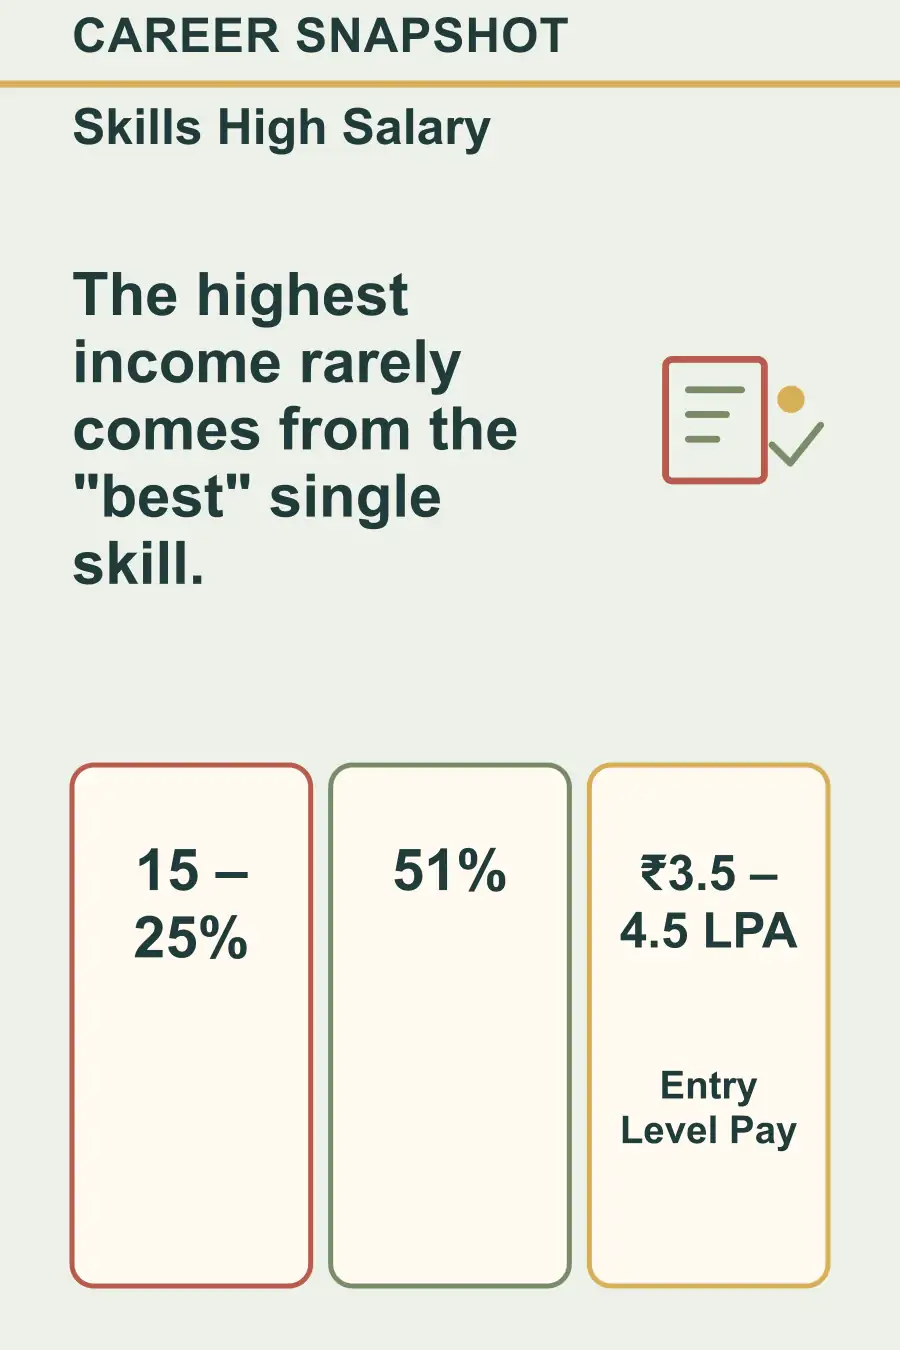 CAREER SNAPSHOT
Skills High Salary
The highest
income rarely
comes from the
"best" single
skill.
15 –
25%
51%
₹3.5 –
4.5 LPA
Entry
Level Pay